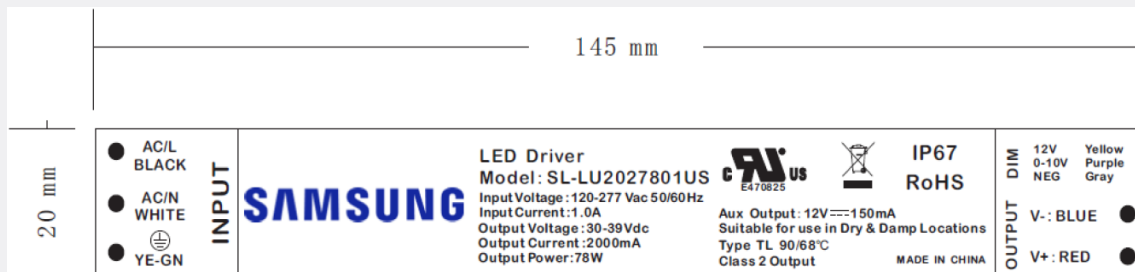 145 mm
20 mm
AC/L
BLACK
AC/N
WHITE
YE-GN
INPUT
SAMSUNG
LED Driver
Model: SL-LU2027801US
Input Voltage: 120-277 Vac 50/60Hz
Input Current: 1.0A
Output Voltage: 30-39Vdc
Output Current: 2000mA
Output Power: 78W
c RU US
E470825
IP67
RoHS
Aux Output: 12V⎓150mA
Suitable for use in Dry & Damp Locations
Type TL 90/68℃
Class 2 Output
MADE IN CHINA
DIM
12V Yellow
0-10V Purple
NEG Gray
OUTPUT
V-: BLUE
V+: RED